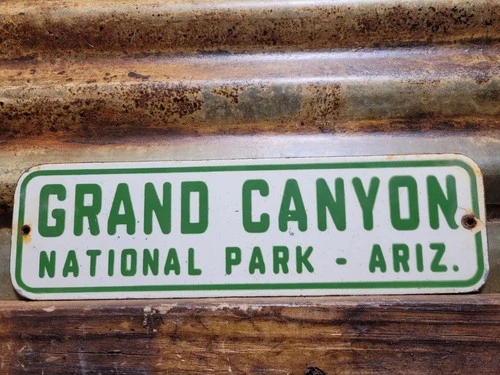 GRAND CANYON
NATIONAL PARK - ARIZ.